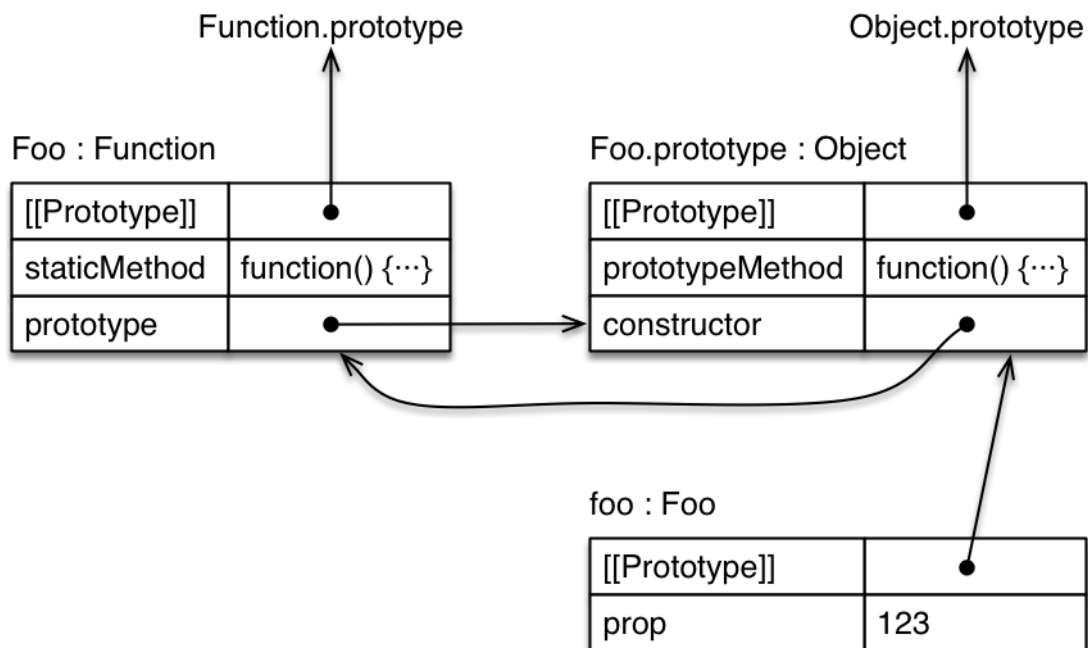 Function.prototype
Object.prototype
Foo : Function
[[Prototype]]
staticMethod function() {···}
prototype
Foo.prototype : Object
[[Prototype]]
prototypeMethod function() {···}
constructor
foo : Foo
[[Prototype]]
prop 123